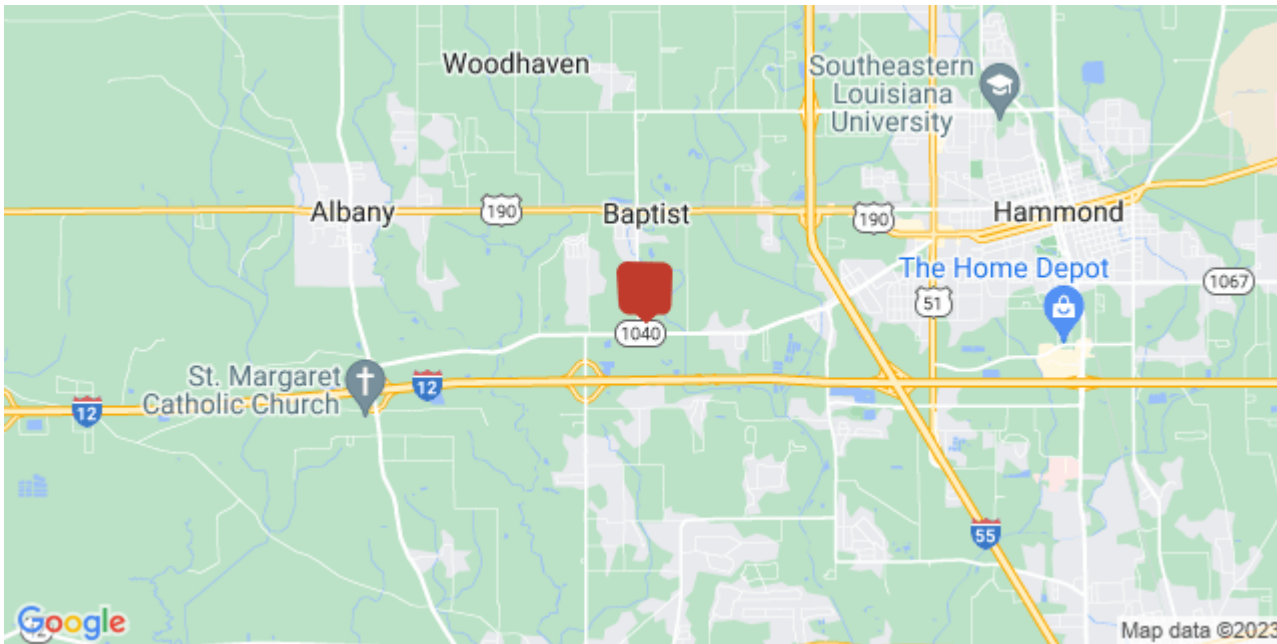 Woodhaven
Southeastern
Louisiana
University
Albany
190
Baptist
190
Hammond
The Home Depot
1067
51
1040
St. Margaret
Catholic Church
12
12
55
Google
Map data ©2023